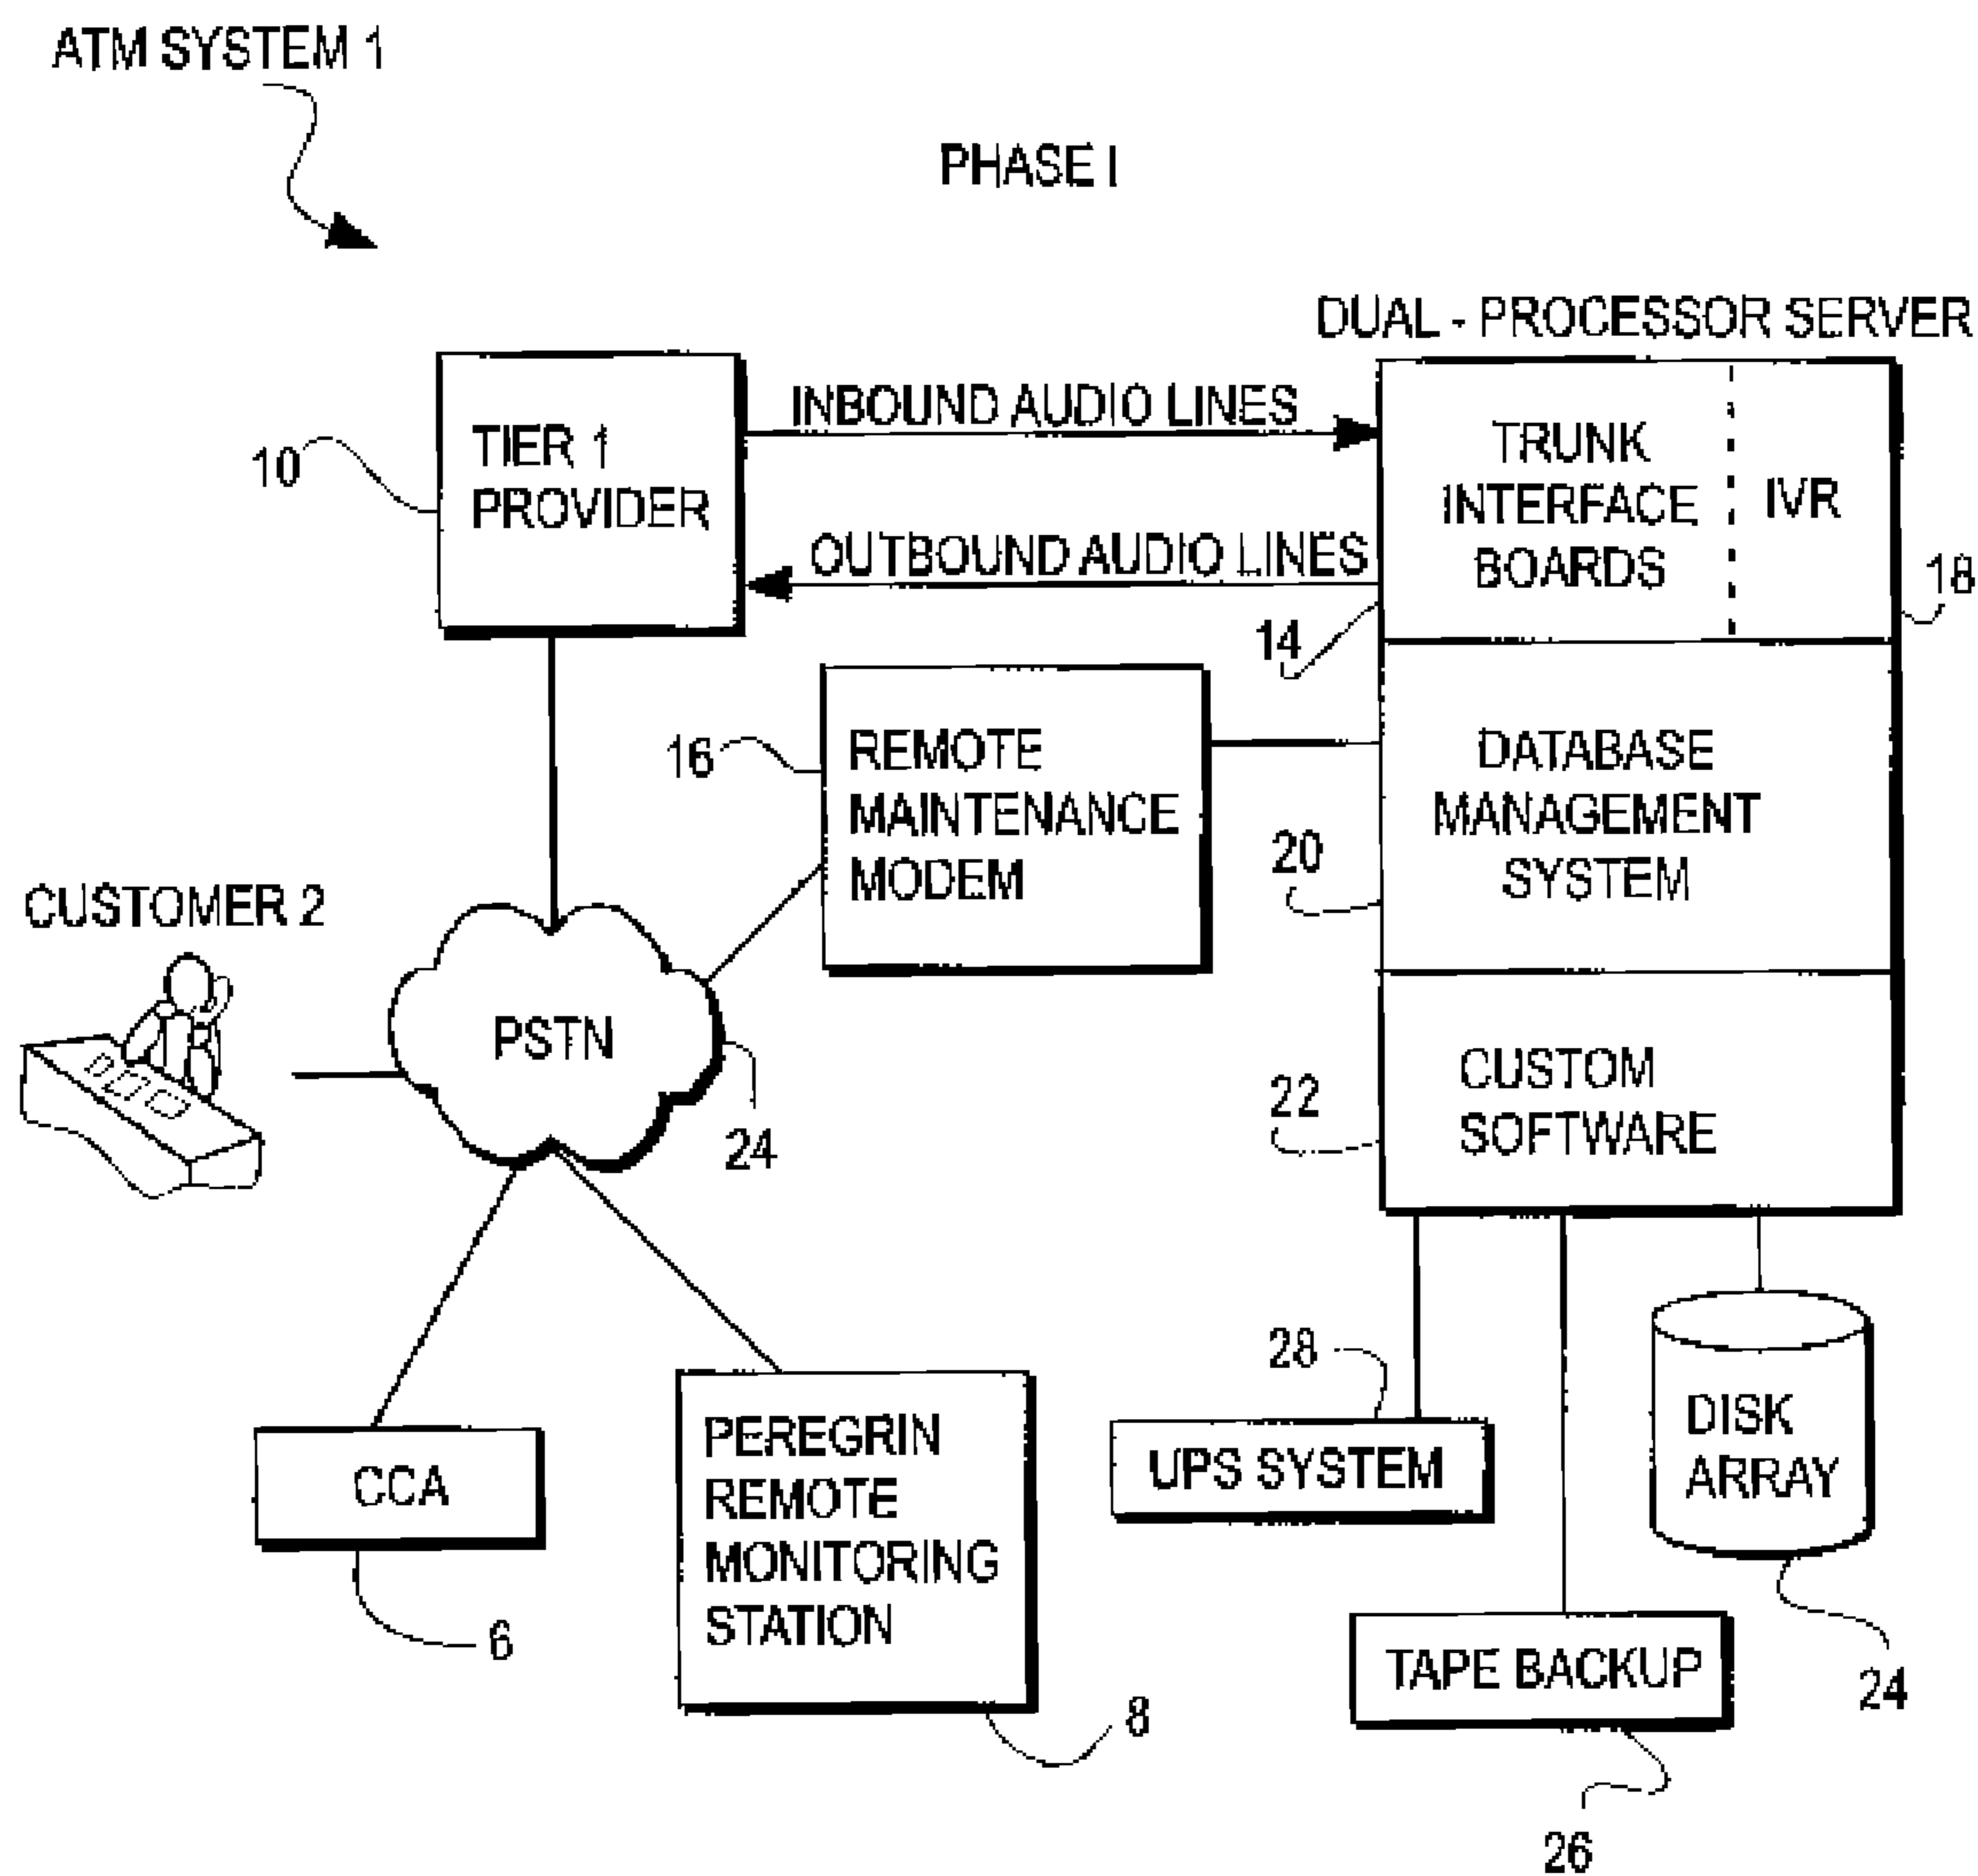 ATM SYSTEM 1
PHASE I
DUAL - PROCESSOR SERVER
INBOUND AUDIO LINES
TIER 1
PROVIDER
10
TRUNK
INTERFACE
BOARDS
IVR
OUTBOUND AUDIO LINES
18
14
16
REMOTE
MAINTENANCE
MODEM
DATABASE
MANAGEMENT
SYSTEM
20
CUSTOMER 2
PSTN
24
CUSTOM
SOFTWARE
22
28
UPS SYSTEM
DISK
ARRAY
24
CCA
6
PEREGRIN
REMOTE
MONITORING
STATION
8
TAPE BACKUP
26